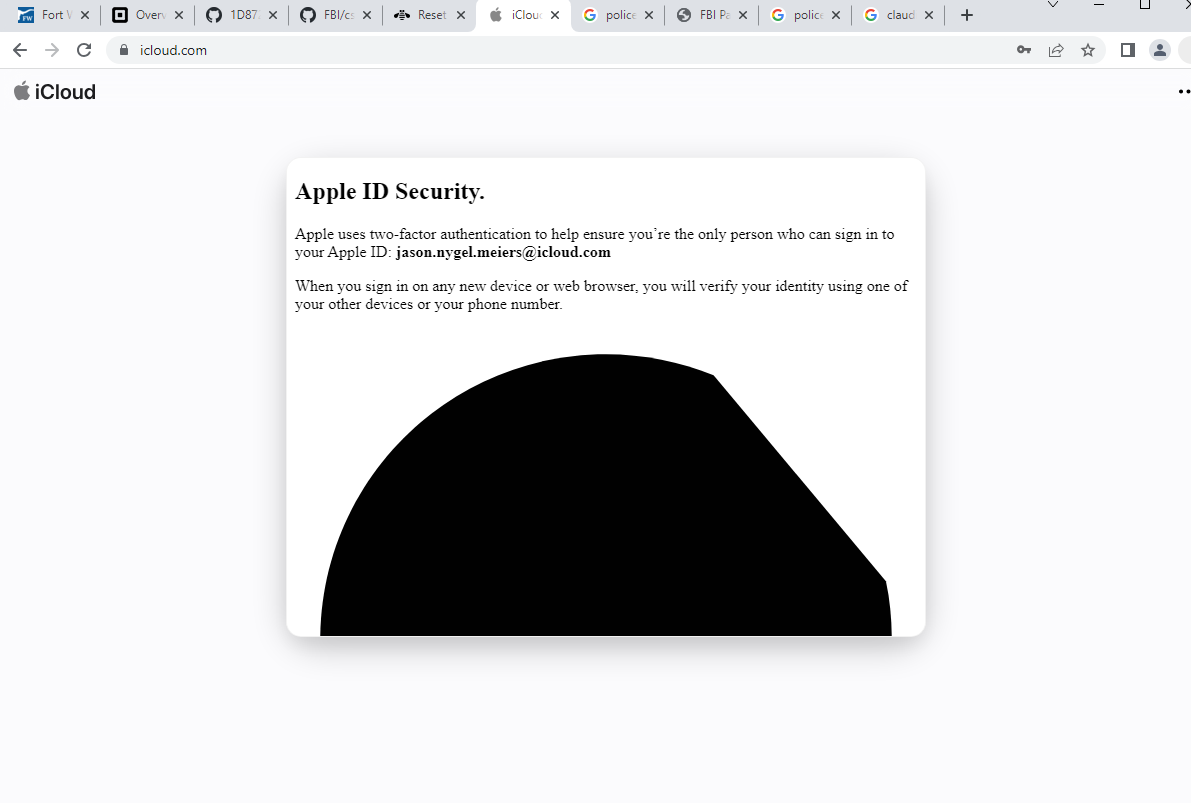 Fort
Overv
1D87
FBI/cs
Reset
iClou
police
FBI Pa
police
claud
icloud.com
iCloud
Apple ID Security.
Apple uses two-factor authentication to help ensure you’re the only person who can sign in to
your Apple ID: jason.nygel.meiers@icloud.com
When you sign in on any new device or web browser, you will verify your identity using one of
your other devices or your phone number.